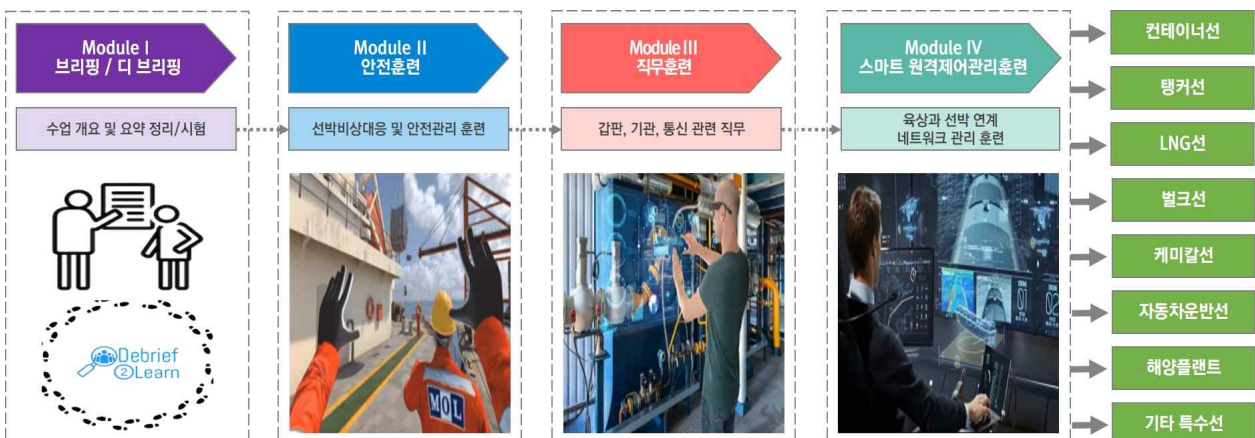 Module I
브리핑 / 디 브리핑
수업 개요 및 요약 정리/시험
Debrief
2Learn
Module II
안전훈련
선박비상대응 및 안전관리 훈련
MOL
Module III
직무훈련
갑판, 기관, 통신 관련 직무
Module IV
스마트 원격제어관리훈련
육상과 선박 연계
네트워크 관리 훈련
01
02
컨테이너선
탱커선
LNG선
벌크선
케미칼선
자동차운반선
해양플랜트
기타 특수선